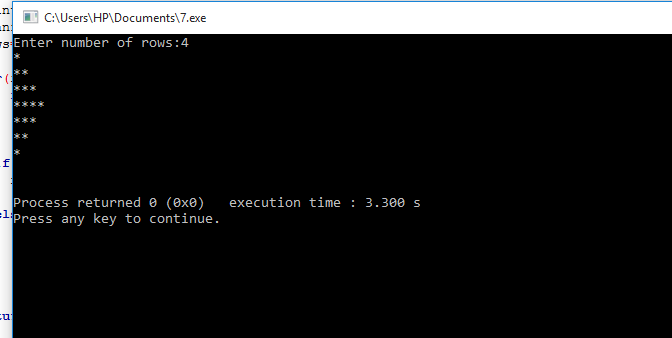 C:\Users\HP\Documents\7.exe
Enter number of rows:4
*
**
***
****
***
**
*
Process returned 0 (0x0)   execution time : 3.300 s
Press any key to continue.